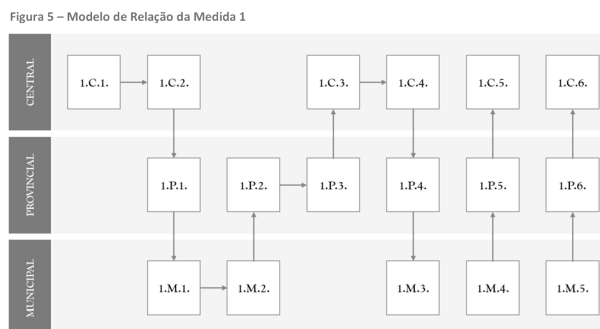 Figura 5 – Modelo de Relação da Medida 1
CENTRAL
1.C.1.
1.C.2.
1.C.3.
1.C.4.
1.C.5.
1.C.6.
PROVINCIAL
1.P.1.
1.P.2.
1.P.3.
1.P.4.
1.P.5.
1.P.6.
MUNICIPAL
1.M.1.
1.M.2.
1.M.3.
1.M.4.
1.M.5.